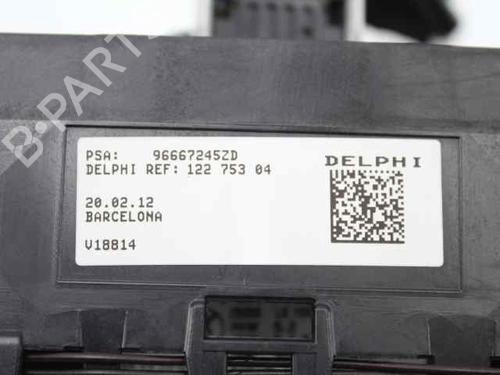 B-PARTS
PSA: 96667245ZD
DELPHI
DELPHI REF: 122 753 04
20.02.12
BARCELONA
V18814